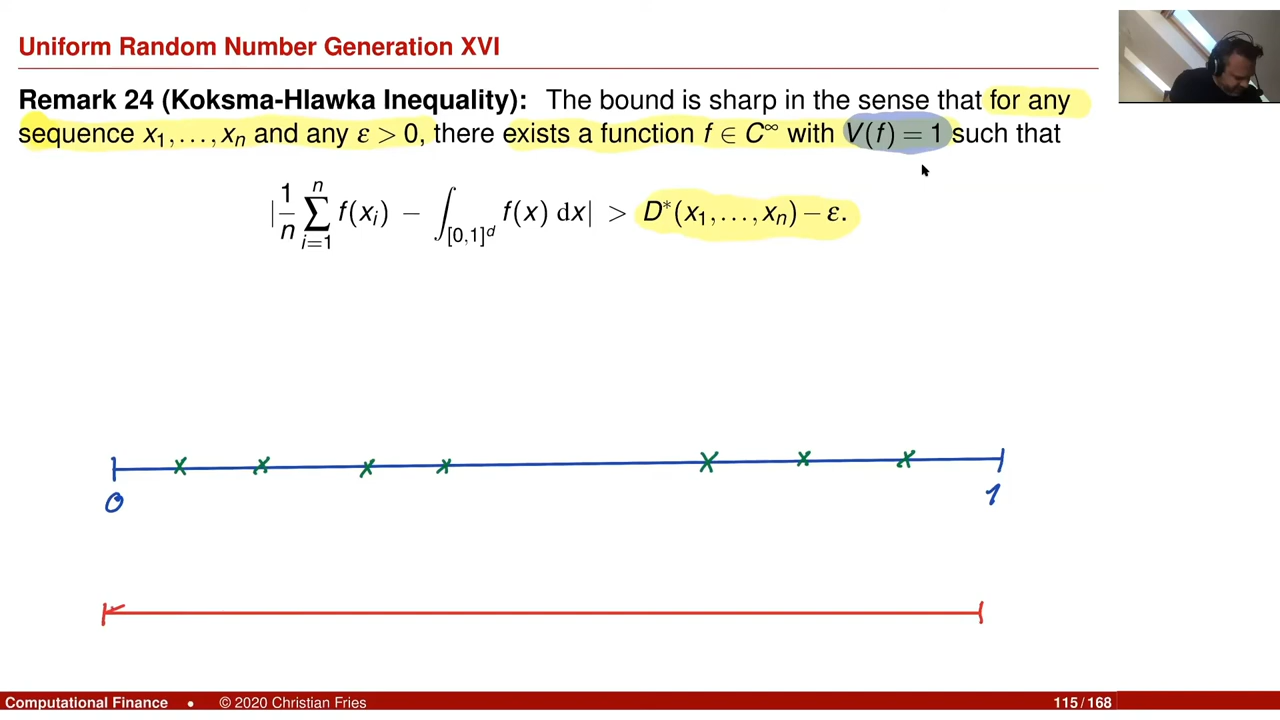 Uniform Random Number Generation XVI
Remark 24 (Koksma-Hlawka Inequality): The bound is sharp in the sense that for any
sequence x₁,…,xₙ and any ε > 0, there exists a function f ∈ C^∞ with V(f) = 1 such that
|1/n ∑_{i=1}^{n} f(x_i) − ∫_{[0,1]^d} f(x) dx| > D*(x₁,…,xₙ) − ε.
0 1
Computational Finance • © 2020 Christian Fries 115/168